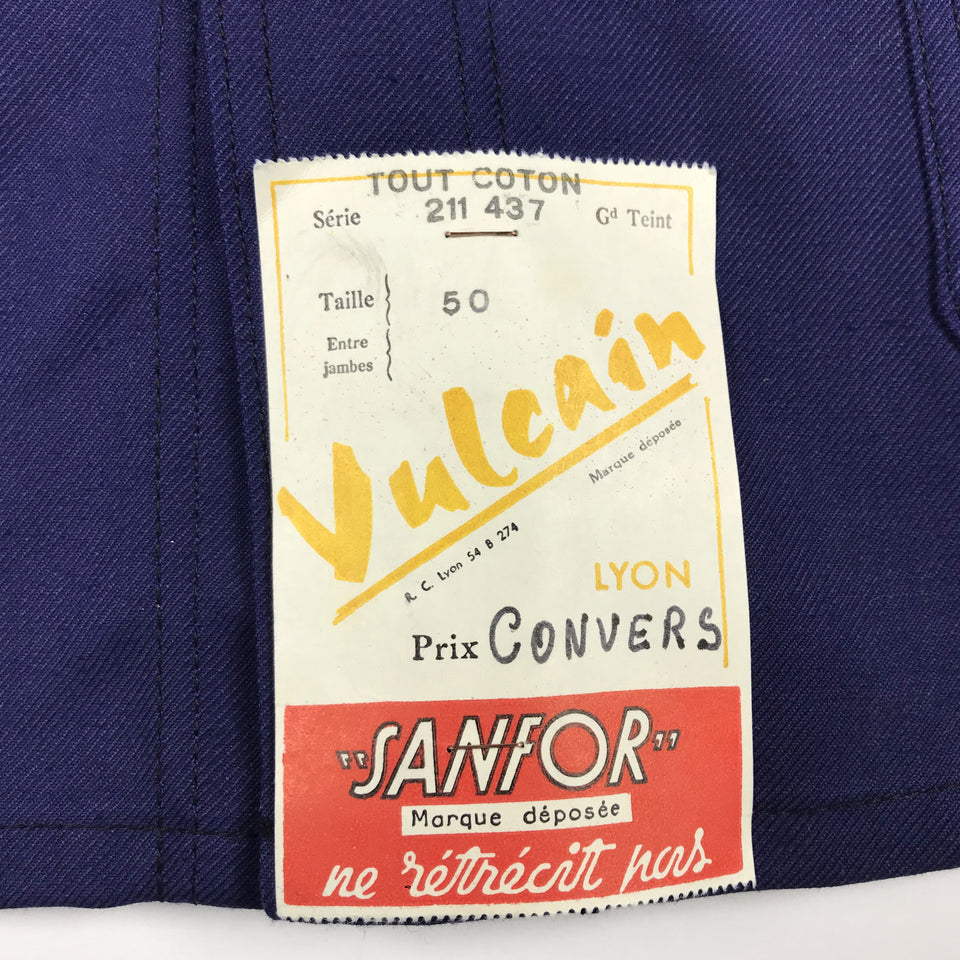 TOUT COTON
Série 211 437 Gd Teint
Taille 50
Entre
jambes
Vulcain
Marque déposée
R. C. Lyon 54 B 274
LYON
Prix CONVERS
"SANFOR"
Marque déposée
ne rétrécit pas